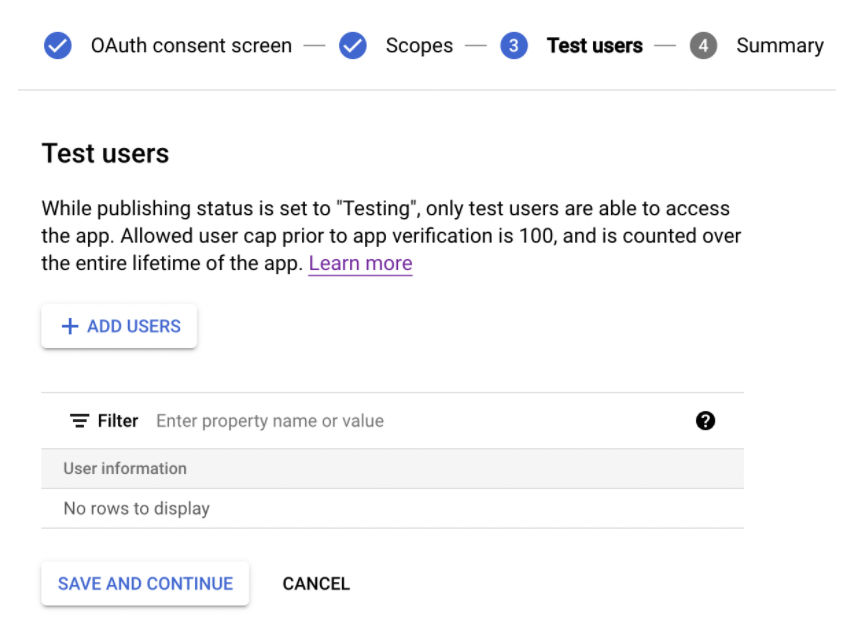 OAuth consent screen — Scopes — 3 Test users — 4 Summary
Test users
While publishing status is set to "Testing", only test users are able to access
the app. Allowed user cap prior to app verification is 100, and is counted over
the entire lifetime of the app. Learn more
+ ADD USERS
Filter Enter property name or value ?
User information
No rows to display
SAVE AND CONTINUE CANCEL